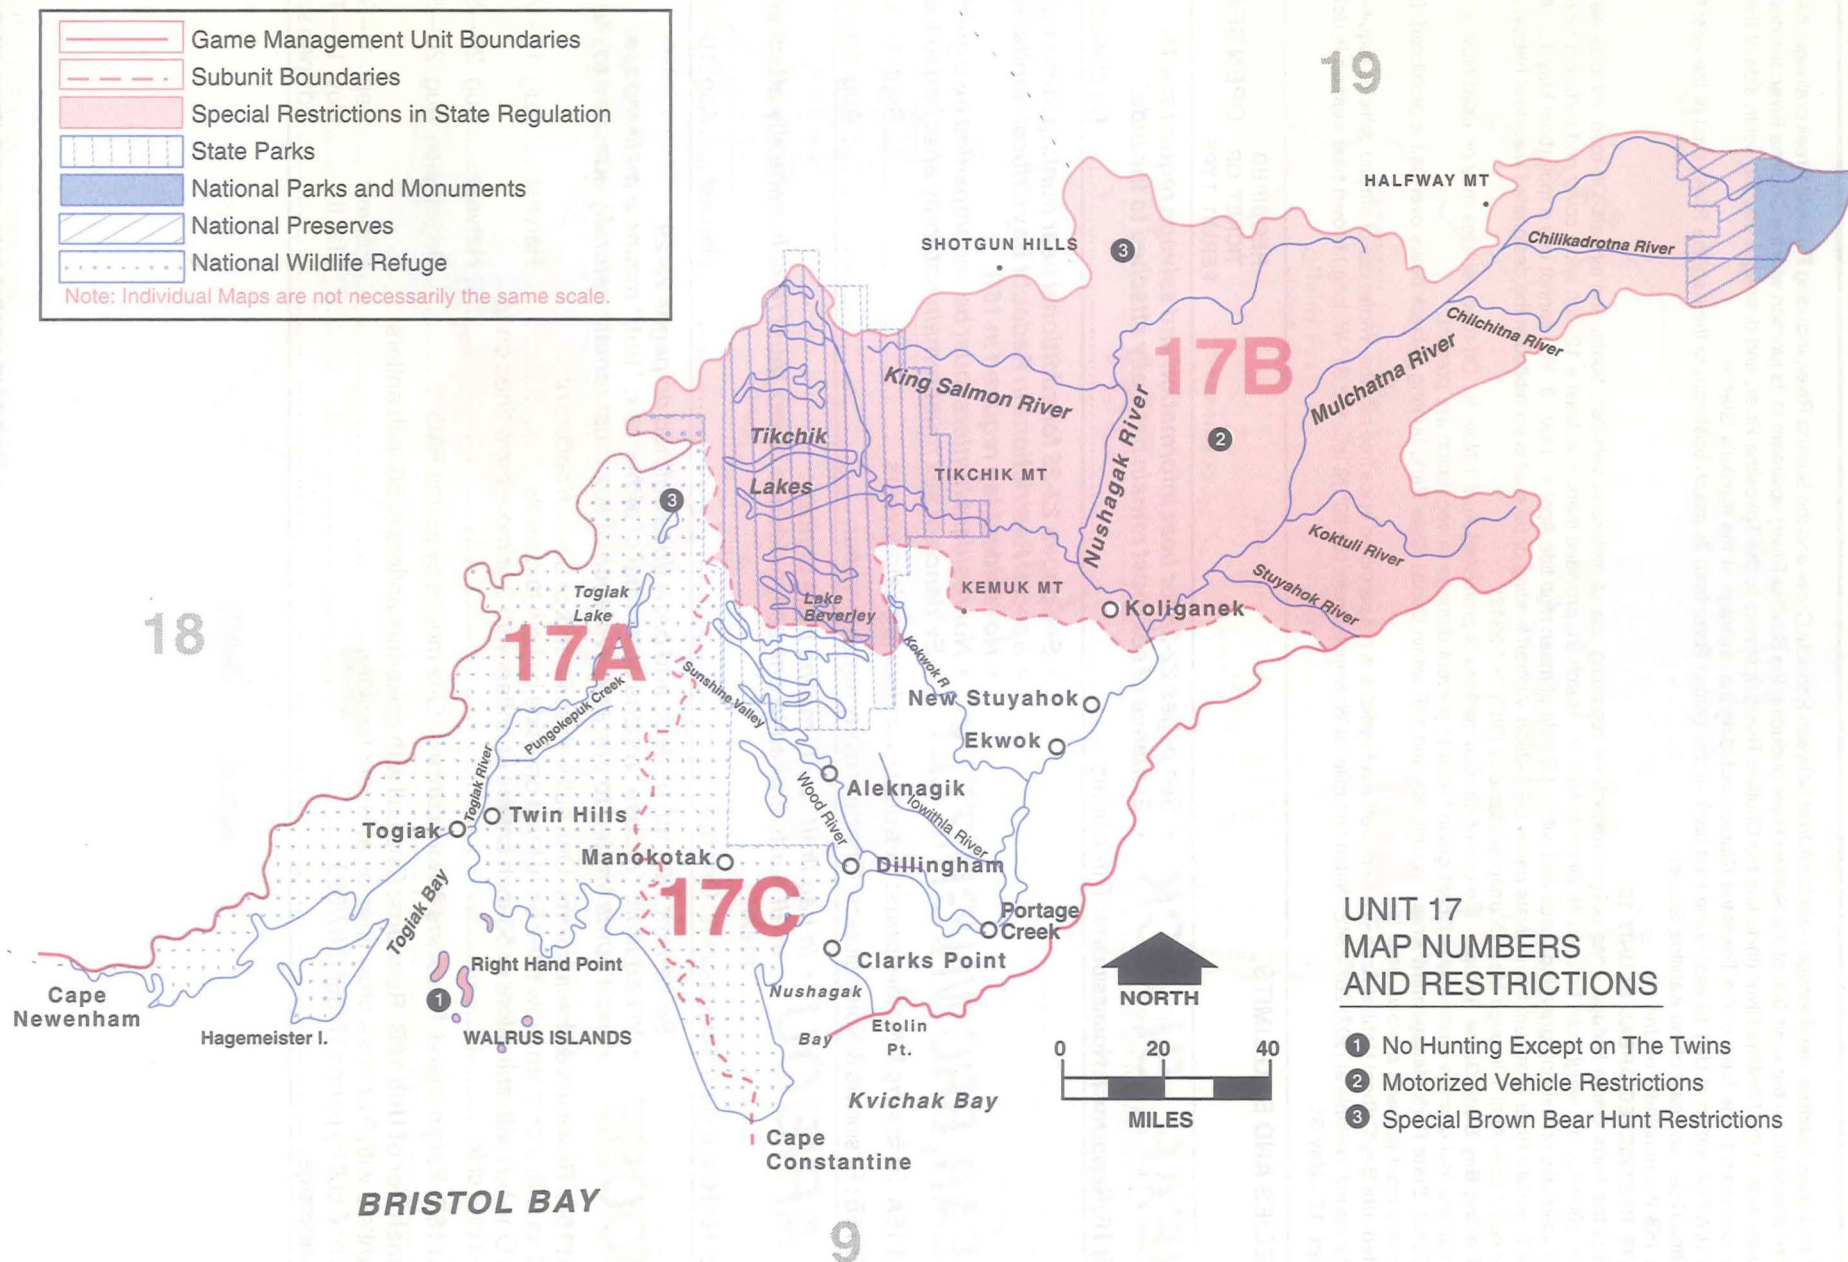 Game Management Unit Boundaries
Subunit Boundaries
Special Restrictions in State Regulation
State Parks
National Parks and Monuments
National Preserves
National Wildlife Refuge
Note: Individual Maps are not necessarily the same scale.
19
HALFWAY MT
SHOTGUN HILLS
3
Chilikadrotna River
Chilchitna River
17B
King Salmon River
Mulchatna River
Nushagak River
2
Tikchik
Lakes
TIKCHIK MT
3
Koktuli River
Stuyahok River
KEMUK MT
Koliganek
Togiak
Lake
Lake
Beverley
18
17A
Kokwok R
Sunshine Valley
New Stuyahok
Pungokepuk Creek
Ekwok
Togiak River
Aleknagik
Wood River
Iowithla River
Twin Hills
Togiak
Manokotak
Dillingham
17C
Portage
Creek
Togiak Bay
Clarks Point
Right Hand Point
1
Nushagak
Bay
Etolin
Pt.
Cape
Newenham
Hagemeister I.
WALRUS ISLANDS
Kvichak Bay
Cape
Constantine
BRISTOL BAY
9
NORTH
0 20 40
MILES
UNIT 17
MAP NUMBERS
AND RESTRICTIONS
1 No Hunting Except on The Twins
2 Motorized Vehicle Restrictions
3 Special Brown Bear Hunt Restrictions